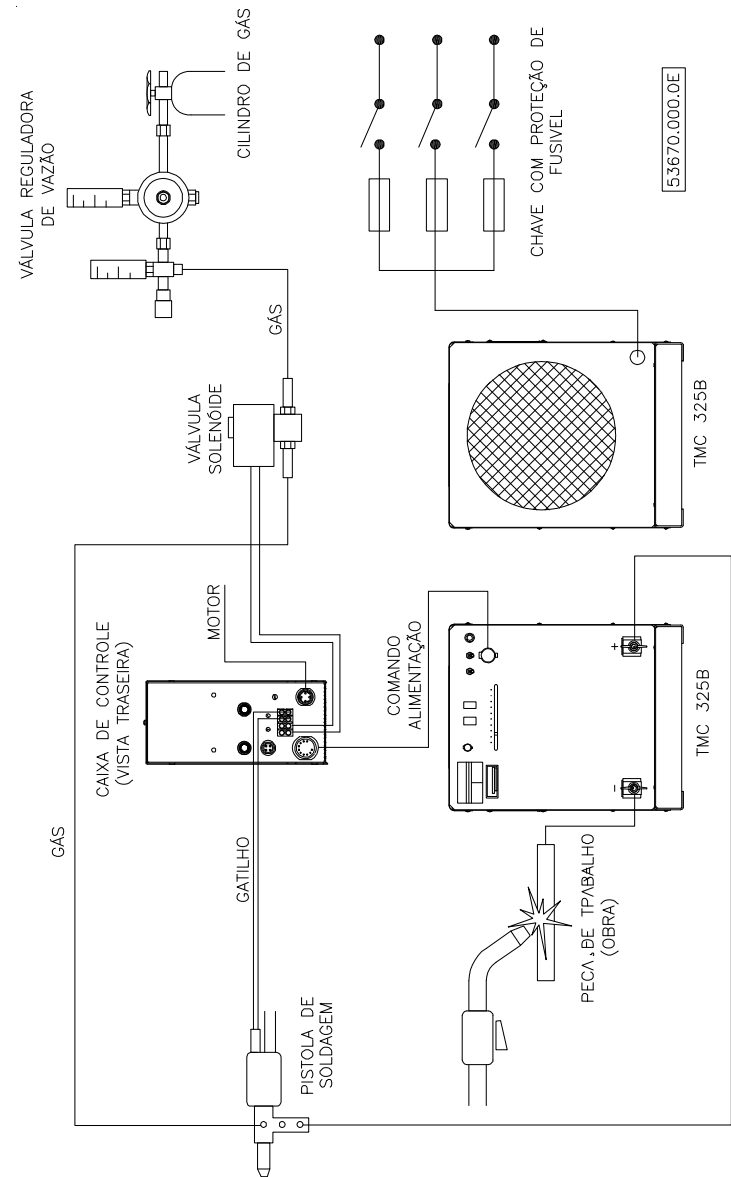 VÁLVULA REGULADORA
DE VAZÃO
CILINDRO DE GÁS
CHAVE COM PROTEÇÃO DE
FUSIVEL
53670.000.0E
GÁS
VÁLVULA
SOLENÓIDE
TMC 325B
MOTOR
CAIXA DE CONTROLE
(VISTA TRASEIRA)
COMANDO
ALIMENTAÇÃO
+
-
TMC 325B
GÁS
GATILHO
PEÇA DE TPABALHO
(OBRA)
PISTOLA DE
SOLDAGEM